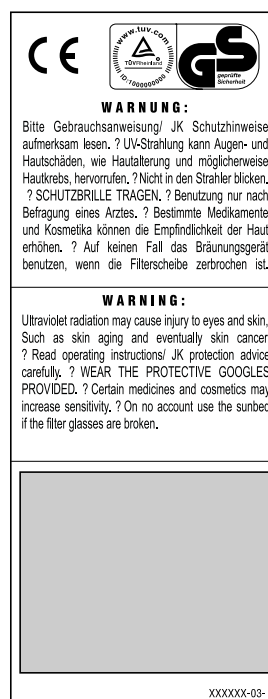 www.tuv.com
TÜVRheinland
ID:1000000000
geprüfte
Sicherheit
WARNUNG:
Bitte Gebrauchsanweisung/ JK Schutzhinweise
aufmerksam lesen. ? UV-Strahlung kann Augen- und
Hautschäden, wie Hautalterung und möglicherweise
Hautkrebs, hervorrufen. ? Nicht in den Strahler blicken.
? SCHUTZBRILLE TRAGEN. ? Benutzung nur nach
Befragung eines Arztes. ? Bestimmte Medikamente
und Kosmetika können die Empfindlichkeit der Haut
erhöhen. ? Auf keinen Fall das Bräunungsgerät
benutzen, wenn die Filterscheibe zerbrochen ist.
WARNING:
Ultraviolet radiation may cause injury to eyes and skin,
Such as skin aging and eventually skin cancer
? Read operating instructions/ JK protection advice
carefully. ? WEAR THE PROTECTIVE GOOGLES
PROVIDED. ? Certain medicines and cosmetics may
increase sensitivity. ? On no account use the sunbed
if the filter glasses are broken.
XXXXXX-03-